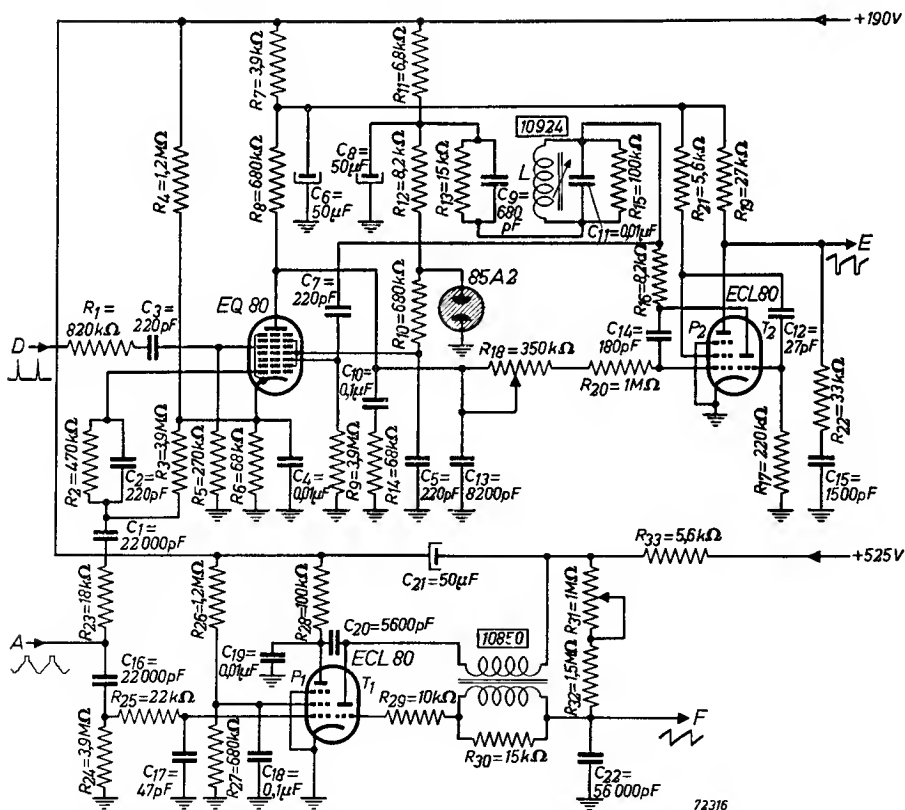 +190V
R7=3,9kΩ
R11=6,8kΩ
R4=1,2MΩ
R8=680kΩ
C6=
50μF
C8=
50μF
R12=8,2kΩ
R13=15kΩ
C9=
680
pF
10924
L
C11=0,01μF
R15=100kΩ
R21=5,6kΩ
R19=27kΩ
E
C7=
220pF
R16=8,2kΩ
85A2
R1=
820kΩ
C3=
220pF
EQ 80
R10=680kΩ
D
C14=
180pF
ECL80
P2
T2
C12=
27pF
R18=350kΩ
R20=1MΩ
C10=
0,1μF
R2=470kΩ
C2=
220pF
R3=3,9MΩ
R5=270kΩ
R6=68kΩ
C4=
0,01μF
R9=3,9MΩ
R14=68kΩ
C5=
220pF
C13=
8200pF
R17=220kΩ
R22=33kΩ
C15=
1500pF
C1=
22000pF
R33=5,6kΩ
+525V
C21=50μF
R23=18kΩ
R26=1,2MΩ
R28=100kΩ
C20=5600pF
10850
R31=1MΩ
A
C19=
0,01μF
ECL 80
P1
T1
C16=
22000pF
R25=22kΩ
R29=10kΩ
R32=1,5MΩ
F
R24=3,9MΩ
C17=
47pF
R27=680kΩ
C18=
0,1μF
R30=15kΩ
C22=
56000pF
72316